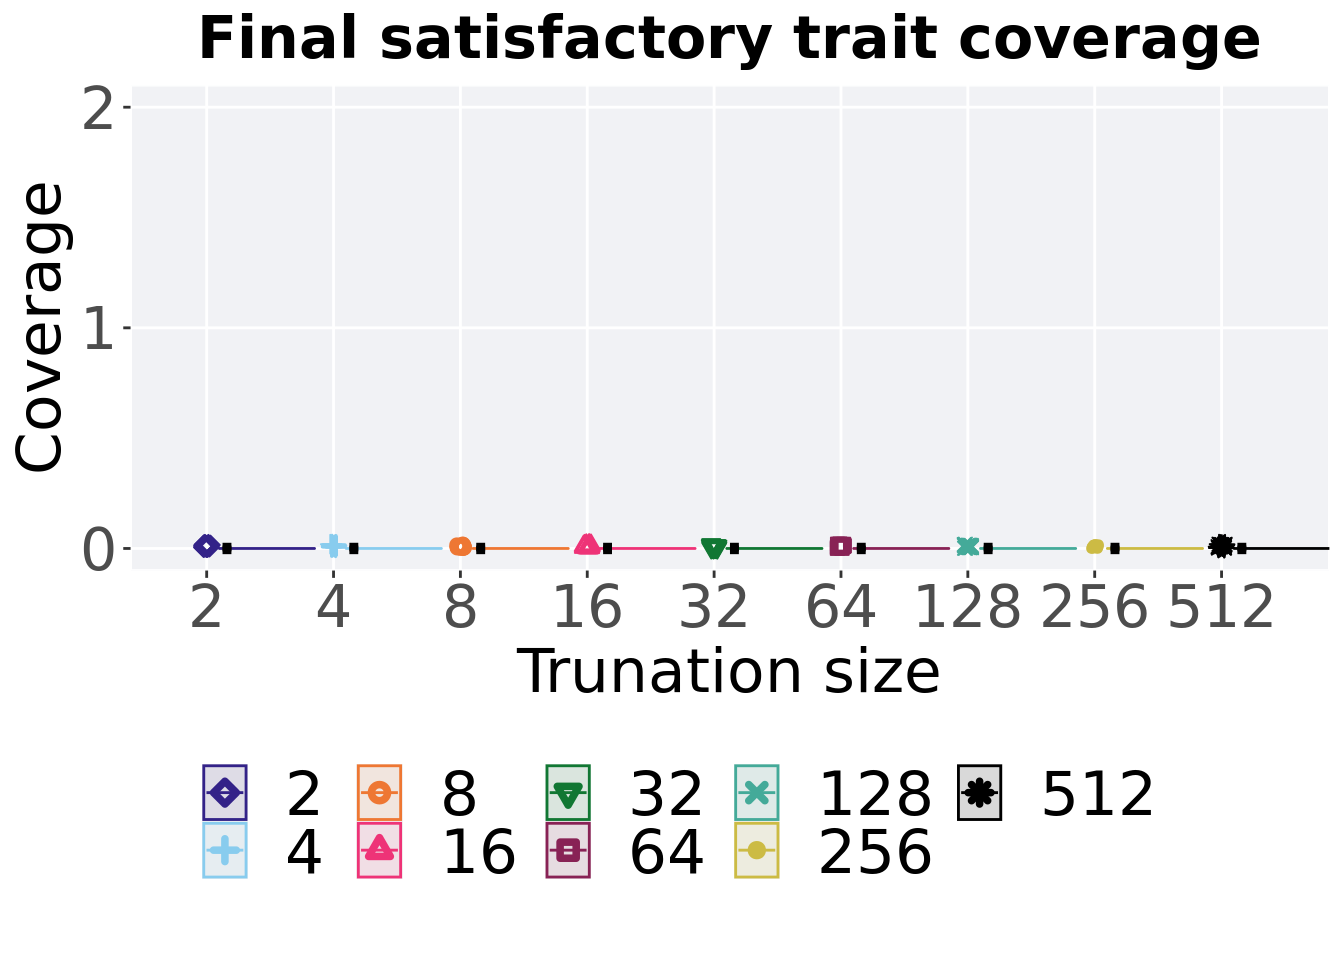 Final satisfactory trait coverage
2
1
0
Coverage
2 4 8 16 32 64 128 256 512
Trunation size
2 8 32 128 512
4 16 64 256